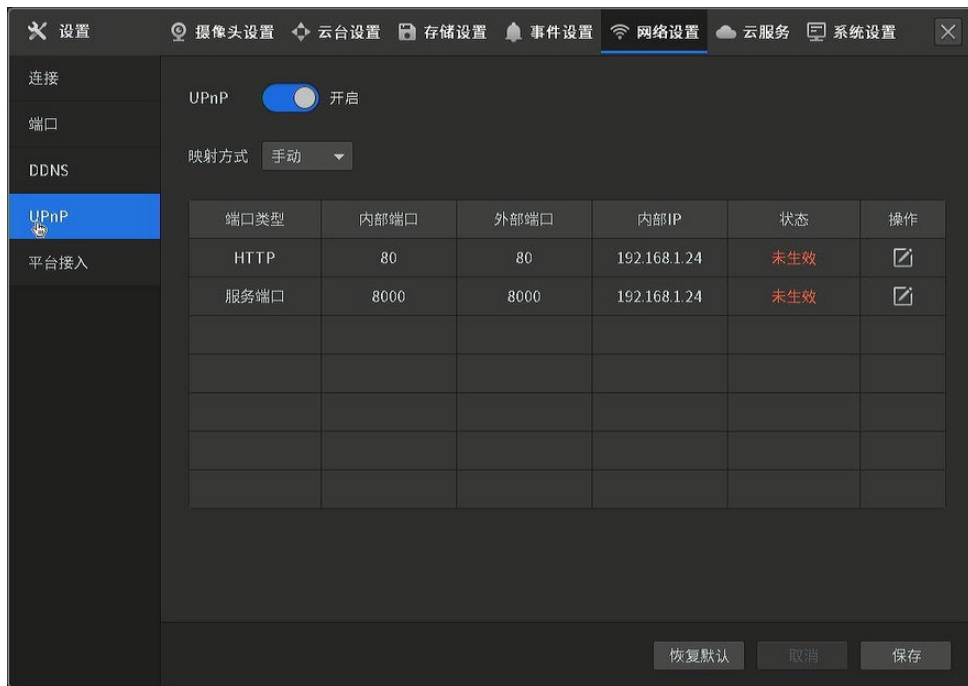 设置 摄像头设置 云台设置 存储设置 事件设置 网络设置 云服务 系统设置
连接
端口
DDNS
UPnP
平台接入
UPnP 开启
映射方式 手动
端口类型 内部端口 外部端口 内部IP 状态 操作
HTTP 80 80 192.168.1.24 未生效
服务端口 8000 8000 192.168.1.24 未生效
恢复默认 取消 保存